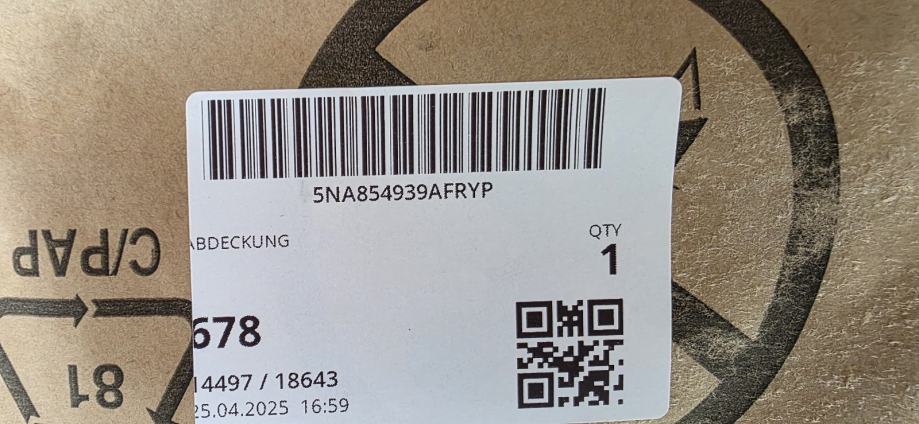 5NA854939AFRYP
ABDECKUNG
QTY
1
678
14497 / 18643
25.04.2025 16:59
C/PAP
81